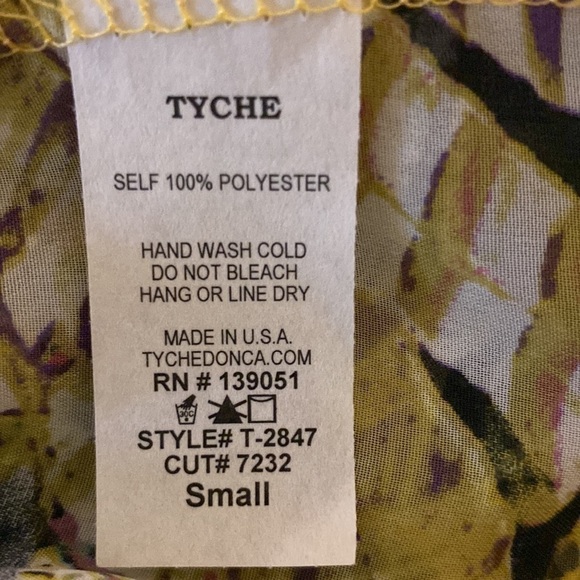 TYCHE
SELF 100% POLYESTER
HAND WASH COLD
DO NOT BLEACH
HANG OR LINE DRY
MADE IN U.S.A.
TYCHEDONCA.COM
RN # 139051
30C
STYLE# T-2847
CUT# 7232
Small